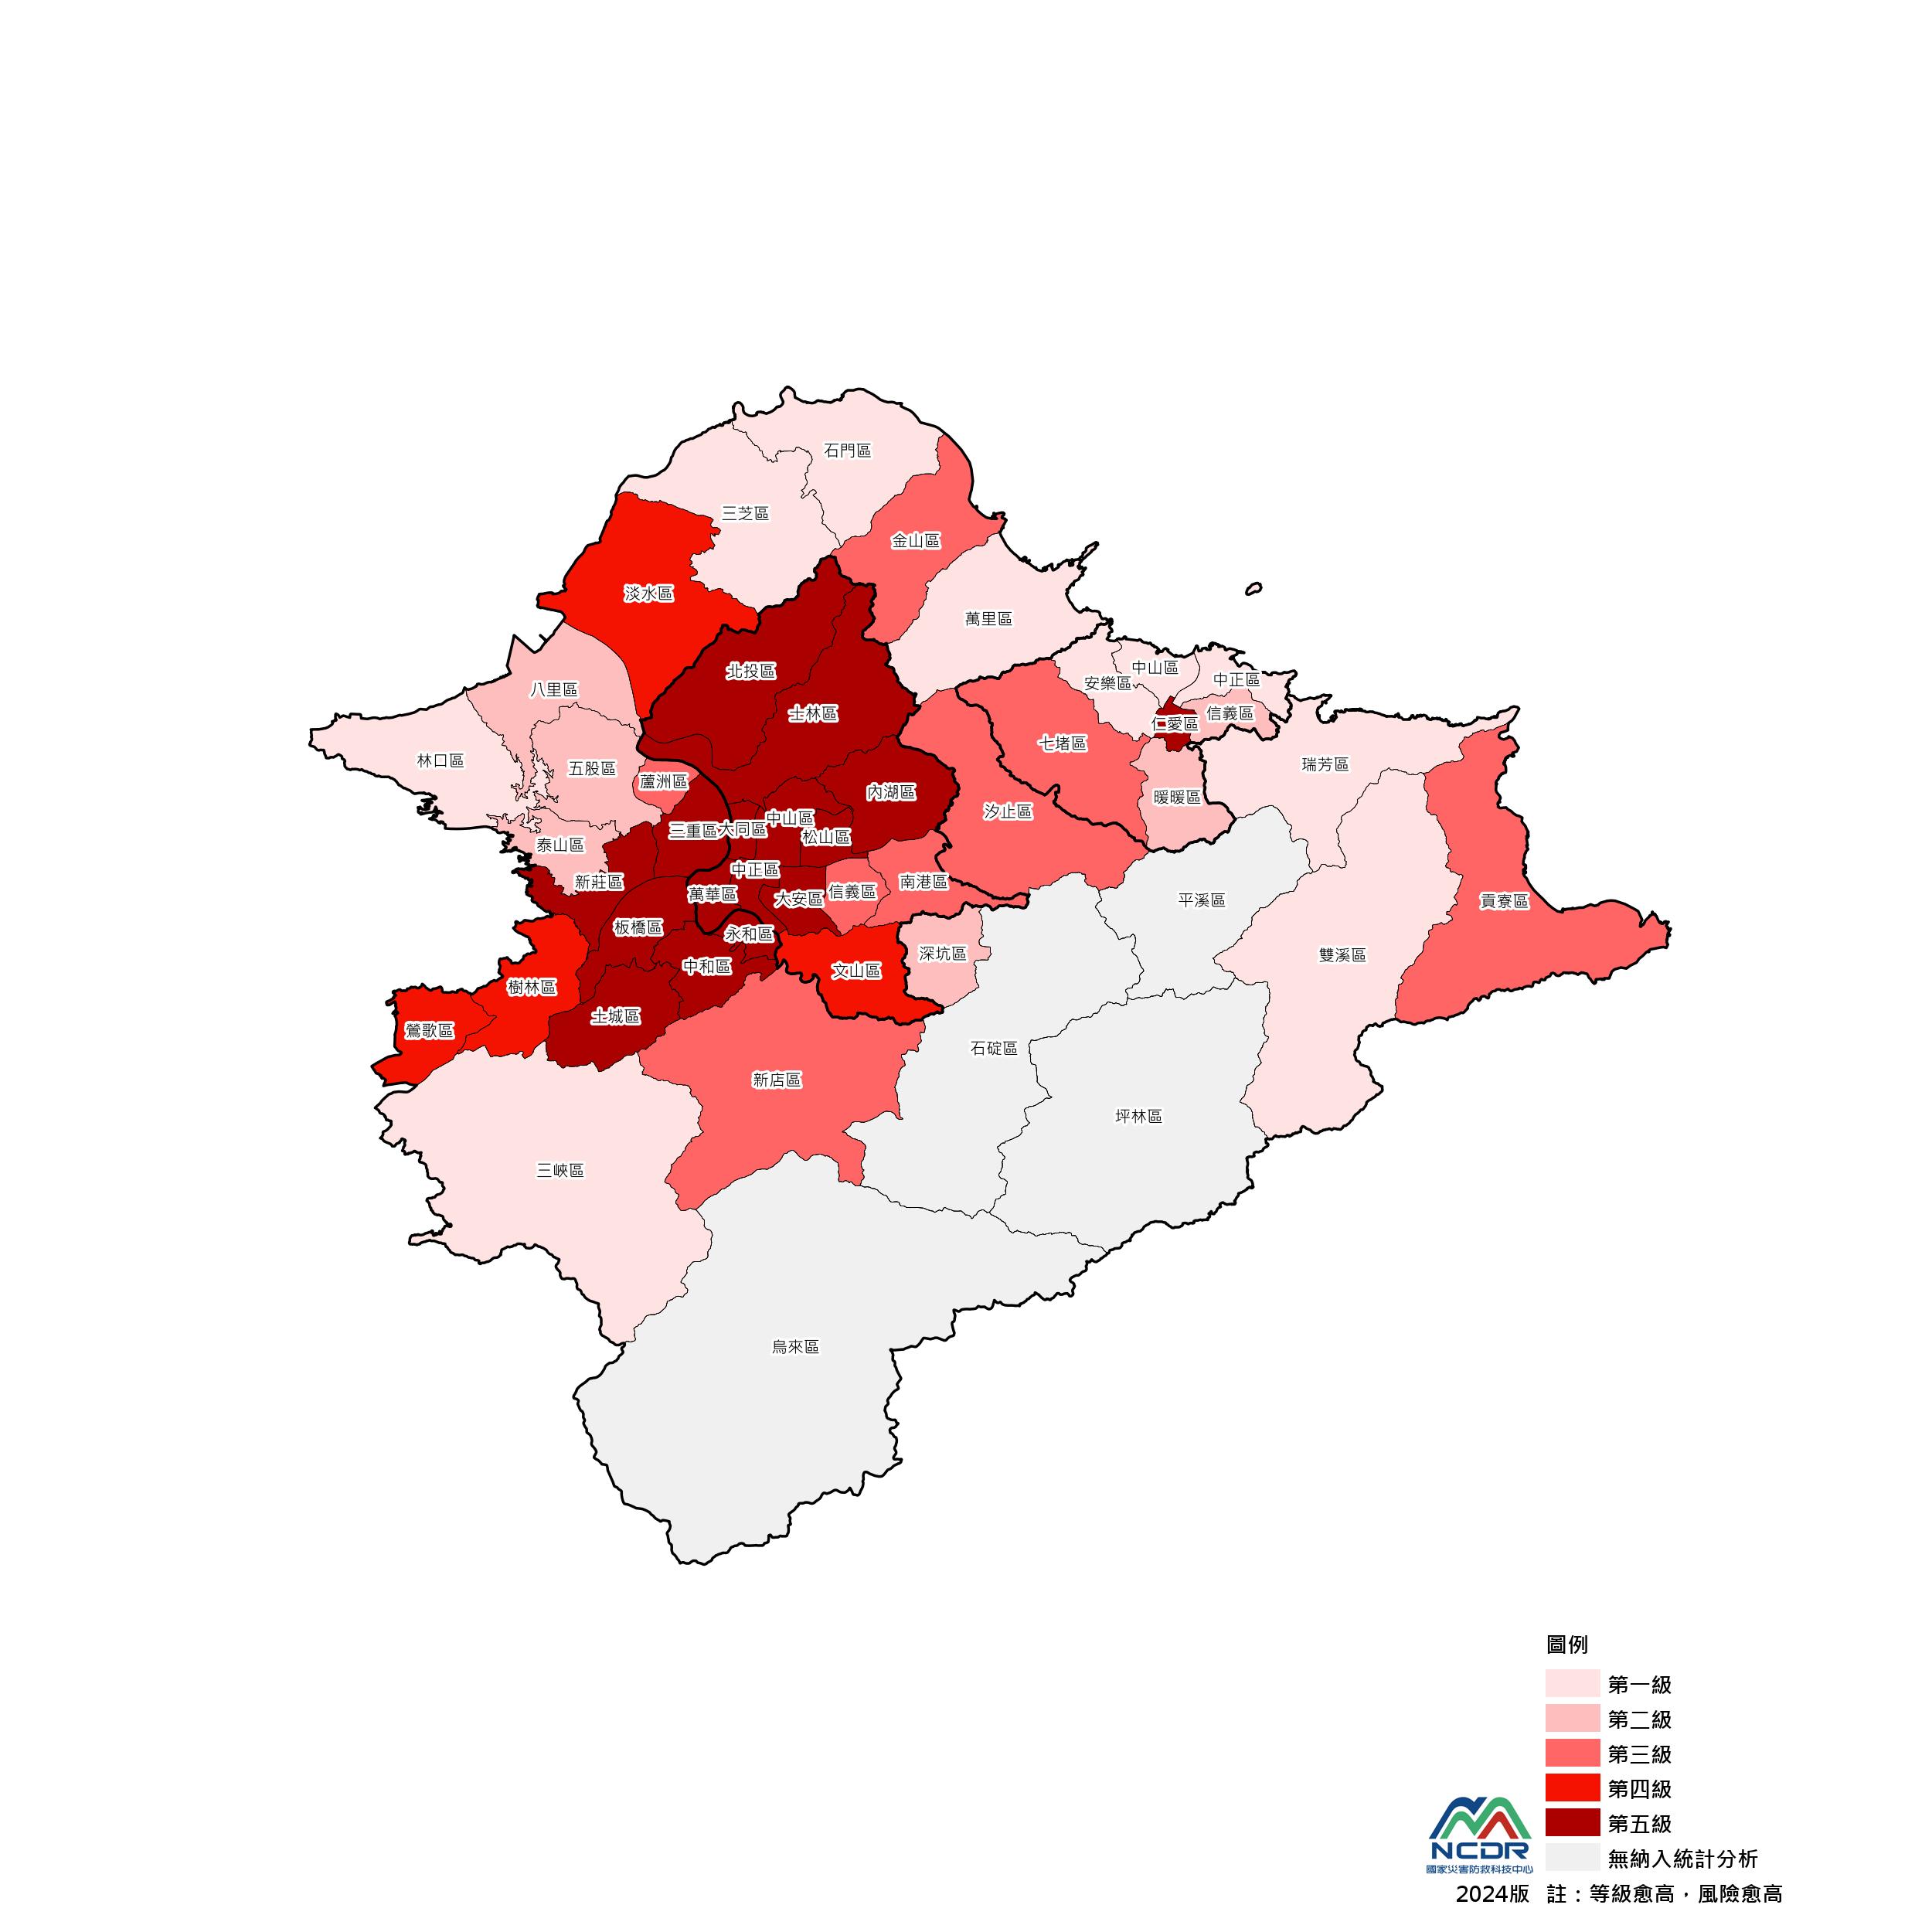 石門區
三芝區
金山區
淡水區
萬里區
北投區
中山區
中正區
安樂區
八里區
士林區
信義區
仁愛區
七堵區
林口區
五股區
瑞芳區
蘆洲區
內湖區
暖暖區
汐止區
中山區
三重區
大同區
松山區
泰山區
中正區
新莊區
南港區
信義區
萬華區
大安區
平溪區
貢寮區
板橋區
永和區
深坑區
雙溪區
中和區
文山區
樹林區
土城區
鶯歌區
石碇區
新店區
坪林區
三峽區
烏來區
圖例
第一級
第二級
第三級
第四級
第五級
無納入統計分析
NCDR
國家災害防救科技中心
2024版 註：等級愈高，風險愈高